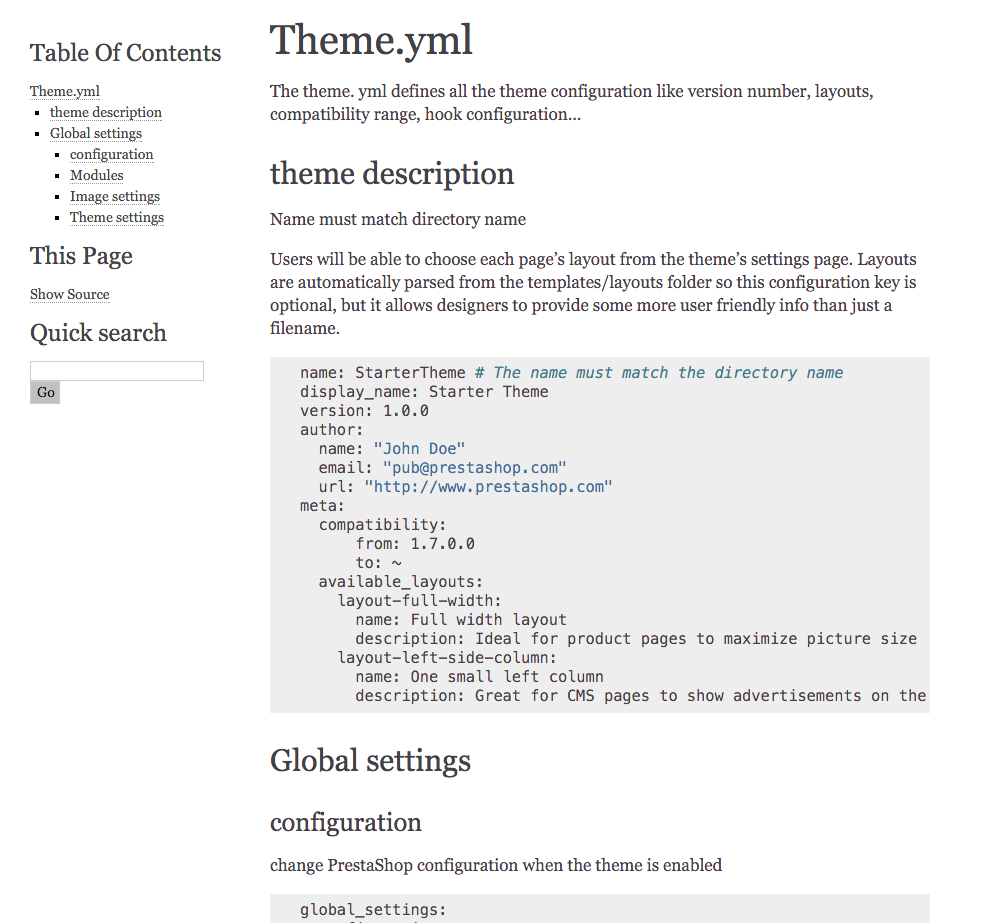 Table Of Contents
Theme.yml
theme description
Global settings
configuration
Modules
Image settings
Theme settings
This Page
Show Source
Quick search
Go
Theme.yml
The theme. yml defines all the theme configuration like version number, layouts,
compatibility range, hook configuration...
theme description
Name must match directory name
Users will be able to choose each page’s layout from the theme’s settings page. Layouts
are automatically parsed from the templates/layouts folder so this configuration key is
optional, but it allows designers to provide some more user friendly info than just a
filename.
name: StarterTheme # The name must match the directory name
display_name: Starter Theme
version: 1.0.0
author:
  name: "John Doe"
  email: "pub@prestashop.com"
  url: "http://www.prestashop.com"
meta:
  compatibility:
      from: 1.7.0.0
      to: ~
  available_layouts:
    layout-full-width:
      name: Full width layout
      description: Ideal for product pages to maximize picture size
    layout-left-side-column:
      name: One small left column
      description: Great for CMS pages to show advertisements on the
Global settings
configuration
change PrestaShop configuration when the theme is enabled
global_settings: